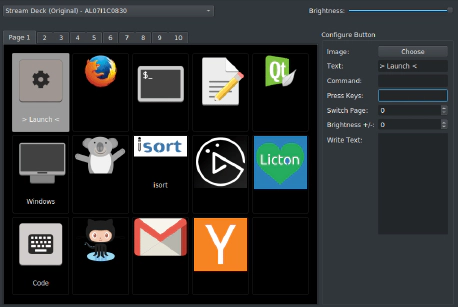 Stream Deck (Original) - AL07I1C0830
Brightness:
Page 1 2 3 4 5 6 7 8 9 10
Configure Button
Image: Choose
Text: > Launch <
Command:
Press Keys:
Switch Page: 0
Brightness +/-: 0
Write Text:
$_
Qt
> Launch <
isort
Licton
isort
Windows
Y
Code